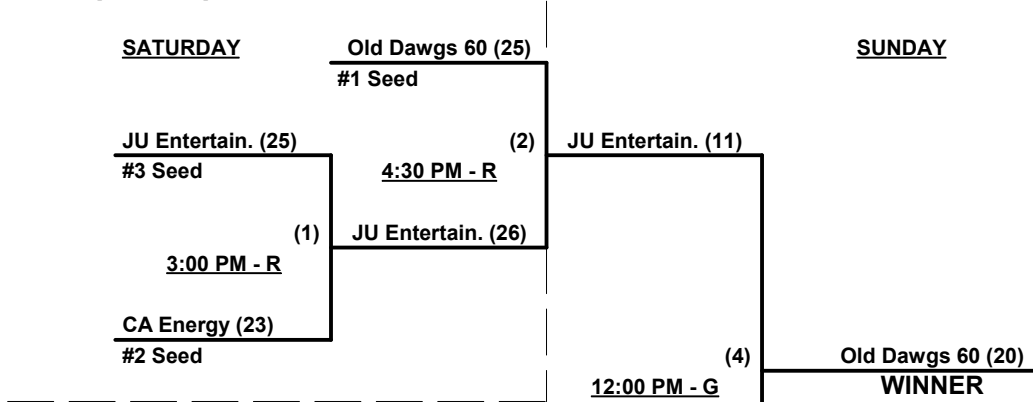 SATURDAY
Old Dawgs 60 (25)
SUNDAY
#1 Seed
JU Entertain. (25)
(2)
JU Entertain. (11)
#3 Seed
4:30 PM - R
(1)
JU Entertain. (26)
3:00 PM - R
CA Energy (23)
#2 Seed
(4)
Old Dawgs 60 (20)
12:00 PM - G
WINNER